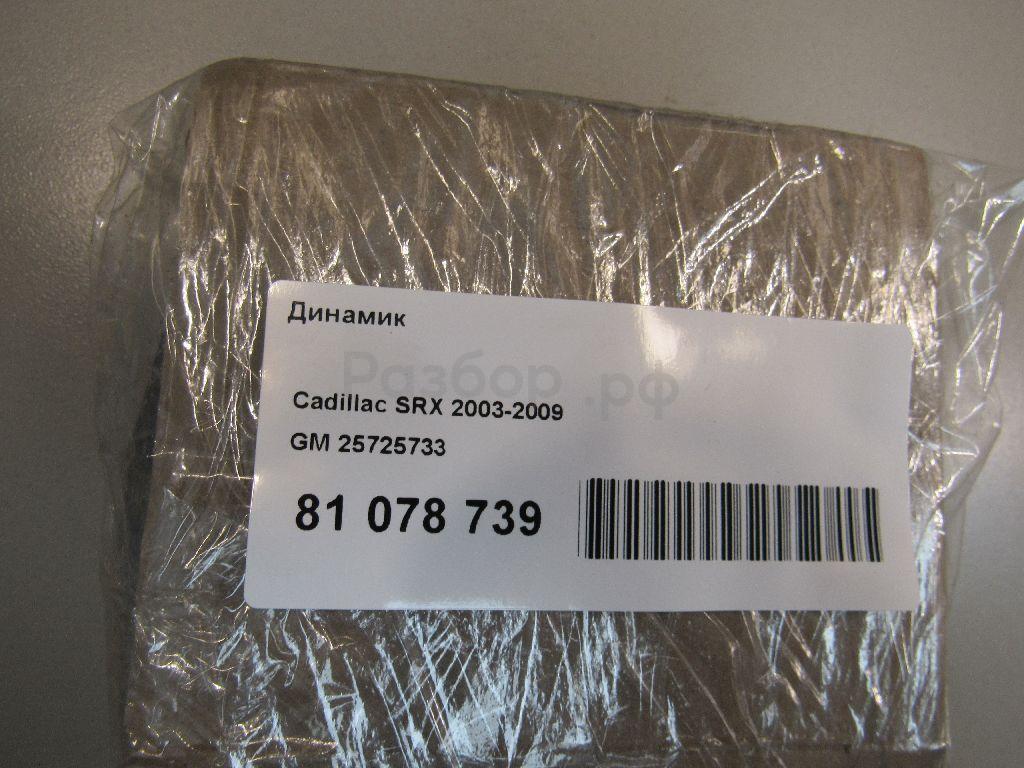 Динамик
Разбор.рф
Cadillac SRX 2003-2009
GM 25725733
81 078 739